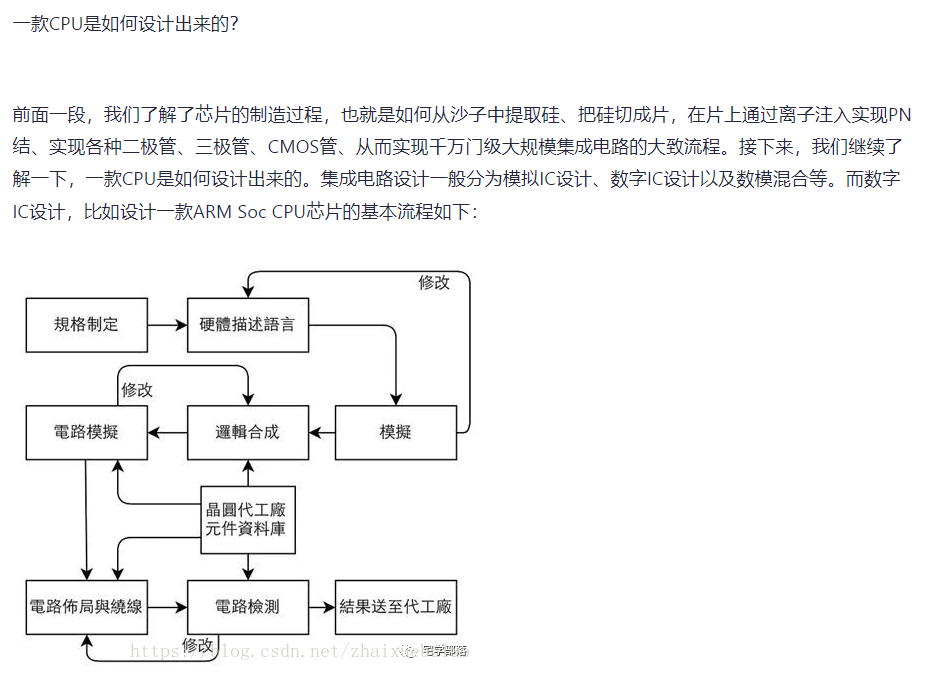 一款CPU是如何设计出来的？
前面一段，我们了解了芯片的制造过程，也就是如何从沙子中提取硅、把硅切成片，在片上通过离子注入实现PN
结、实现各种二极管、三极管、CMOS管、从而实现千万门级大规模集成电路的大致流程。接下来，我们继续了
解一下，一款CPU是如何设计出来的。集成电路设计一般分为模拟IC设计、数字IC设计以及数模混合等。而数字
IC设计，比如设计一款ARM Soc CPU芯片的基本流程如下：
修改
規格制定
硬體描述語言
修改
電路模擬
邏輯合成
模擬
晶圓代工廠
元件資料庫
電路佈局與繞線
電路檢測
結果送至代工廠
修改
https://blog.csdn.net/zhaixue
宅学部落